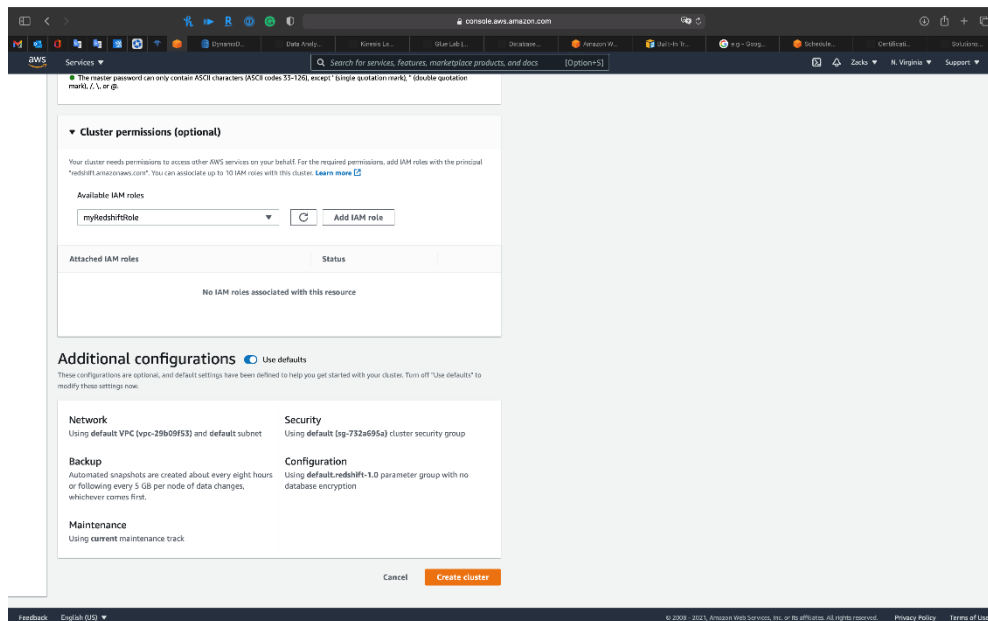 console.aws.amazon.com
DynamoD...
Data Analy...
Kinesis La...
Glue Lab |...
Database...
Amazon W...
Built-In Tr...
Schedule...
Certificati...
Solutions...
aws
Services ▼
Search for services, features, marketplace products, and docs
[Option+S]
Zacks ▼
N. Virginia ▼
Support ▼
The master password can only contain ASCII characters (ASCII codes 33-126), except ' (single quotation mark), " (double quotation
mark), /, \, or @.
▼ Cluster permissions (optional)
Your cluster needs permissions to access other AWS services on your behalf. For the required permissions, add IAM roles with the principal
"redshift.amazonaws.com". You can associate up to 10 IAM roles with this cluster. Learn more
Available IAM roles
myRedshiftRole ▼
Add IAM role
Attached IAM roles
Status
No IAM roles associated with this resource
Additional configurations
Use defaults
These configurations are optional, and default settings have been defined to help you get started with your cluster. Turn off "Use defaults" to
modify these settings now.
Network
Using default VPC (vpc-29b09f53) and default subnet
Security
Using default (sg-732a695a) cluster security group
Backup
Automated snapshots are created about every eight hours
or following every 5 GB per node of data changes,
whichever comes first.
Configuration
Using default.redshift-1.0 parameter group with no
database encryption
Maintenance
Using current maintenance track
Cancel
Create cluster
Feedback
English (US) ▼
© 2008 - 2021, Amazon Web Services, Inc. or its affiliates. All rights reserved.
Privacy Policy
Terms of Use